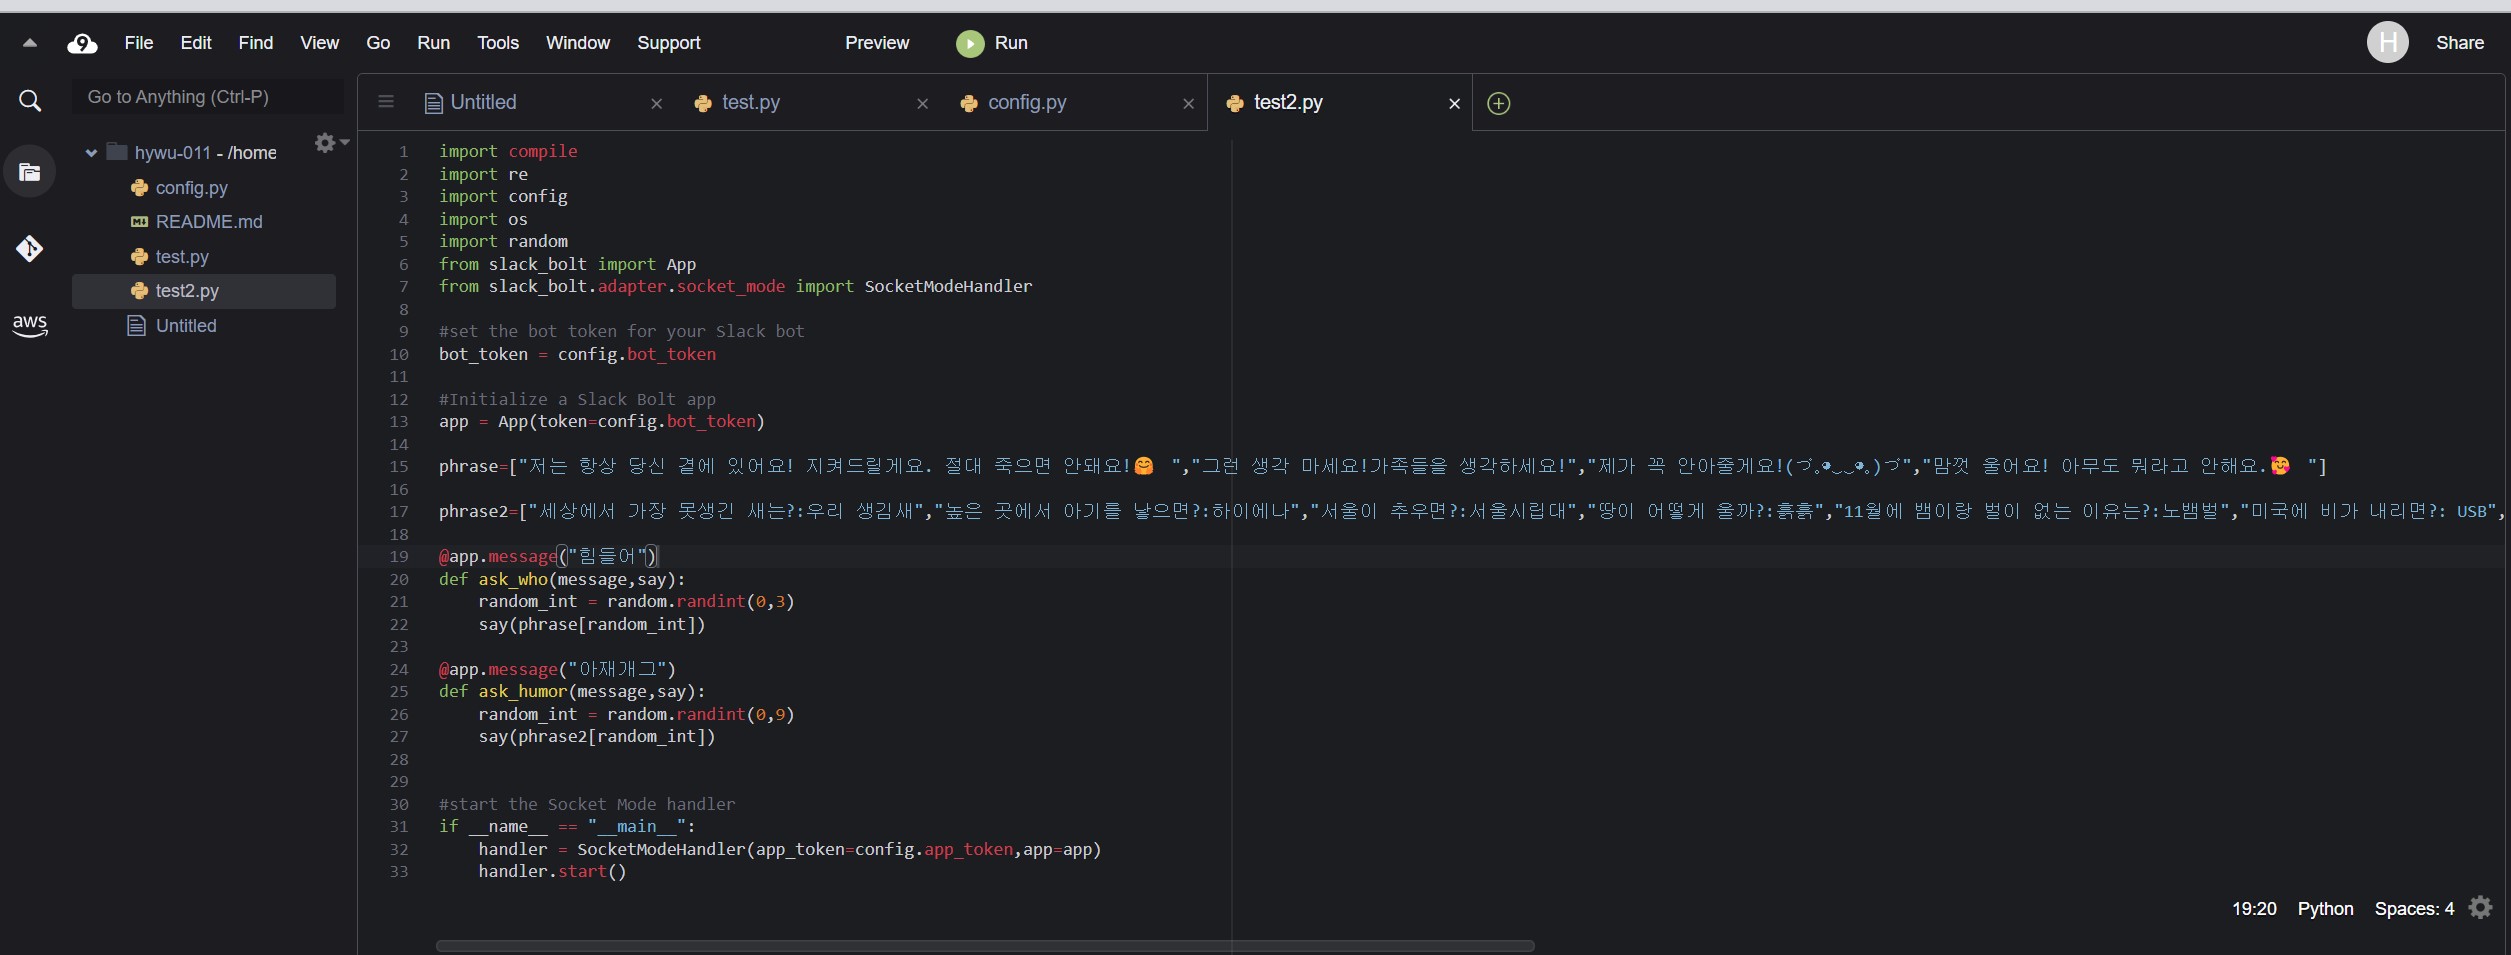 File Edit Find View Go Run Tools Window Support Preview Run H Share
Go to Anything (Ctrl-P)
hywu-011 - /home
config.py
README.md
test.py
test2.py
Untitled
aws
Untitled test.py config.py test2.py
1 import compile
2 import re
3 import config
4 import os
5 import random
6 from slack_bolt import App
7 from slack_bolt.adapter.socket_mode import SocketModeHandler
8
9 #set the bot token for your Slack bot
10 bot_token = config.bot_token
11
12 #Initialize a Slack Bolt app
13 app = App(token=config.bot_token)
14
15 phrase=["저는 항상 당신 곁에 있어요! 지켜드릴게요. 절대 죽으면 안돼요!🤗 ","그런 생각 마세요!가족들을 생각하세요!","제가 꼭 안아줄게요!(づ｡◕‿‿◕｡)づ","맘껏 울어요! 아무도 뭐라고 안해요.🥰 "]
16
17 phrase2=["세상에서 가장 못생긴 새는?:우리 생김새","높은 곳에서 아기를 낳으면?:하이에나","서울이 추우면?:서울시립대","땅이 어떻게 울까?:흙흙","11월에 뱀이랑 벌이 없는 이유는?:노뱀벌","미국에 비가 내리면?: USB",
18
19 @app.message("힘들어")
20 def ask_who(message,say):
21 random_int = random.randint(0,3)
22 say(phrase[random_int])
23
24 @app.message("아재개그")
25 def ask_humor(message,say):
26 random_int = random.randint(0,9)
27 say(phrase2[random_int])
28
29
30 #start the Socket Mode handler
31 if __name__ == "__main__":
32 handler = SocketModeHandler(app_token=config.app_token,app=app)
33 handler.start()
19:20 Python Spaces: 4